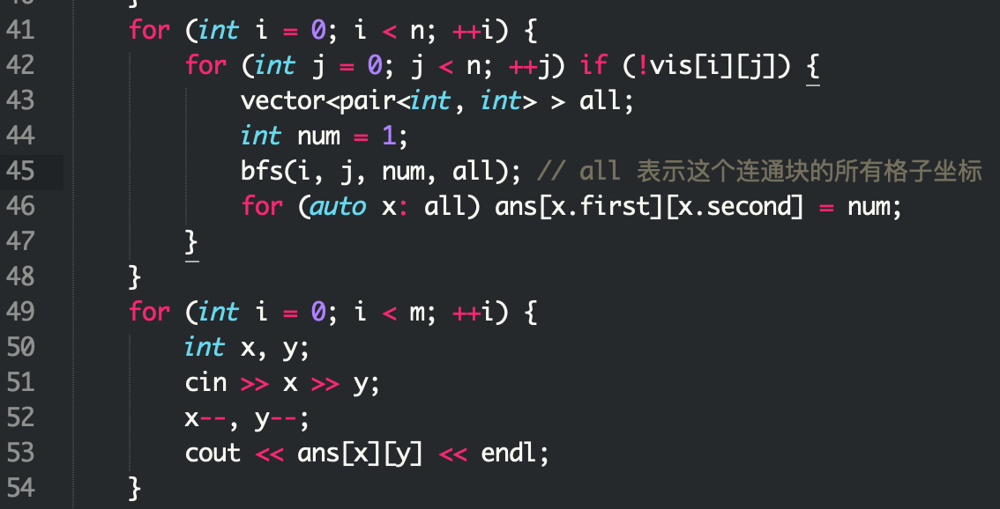 40 }
41 for (int i = 0; i < n; ++i) {
42 for (int j = 0; j < n; ++j) if (!vis[i][j]) {
43 vector<pair<int, int> > all;
44 int num = 1;
45 bfs(i, j, num, all); // all 表示这个连通块的所有格子坐标
46 for (auto x: all) ans[x.first][x.second] = num;
47 }
48 }
49 for (int i = 0; i < m; ++i) {
50 int x, y;
51 cin >> x >> y;
52 x--, y--;
53 cout << ans[x][y] << endl;
54 }